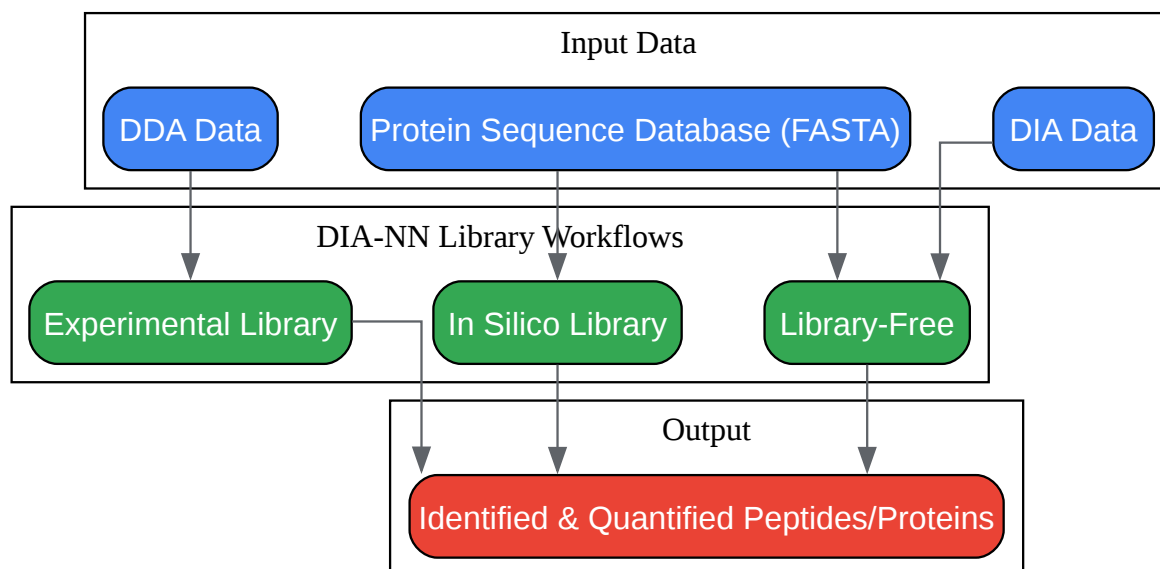 Input Data
DDA Data
Protein Sequence Database (FASTA)
DIA Data
DIA-NN Library Workflows
Experimental Library
In Silico Library
Library-Free
Output
Identified & Quantified Peptides/Proteins